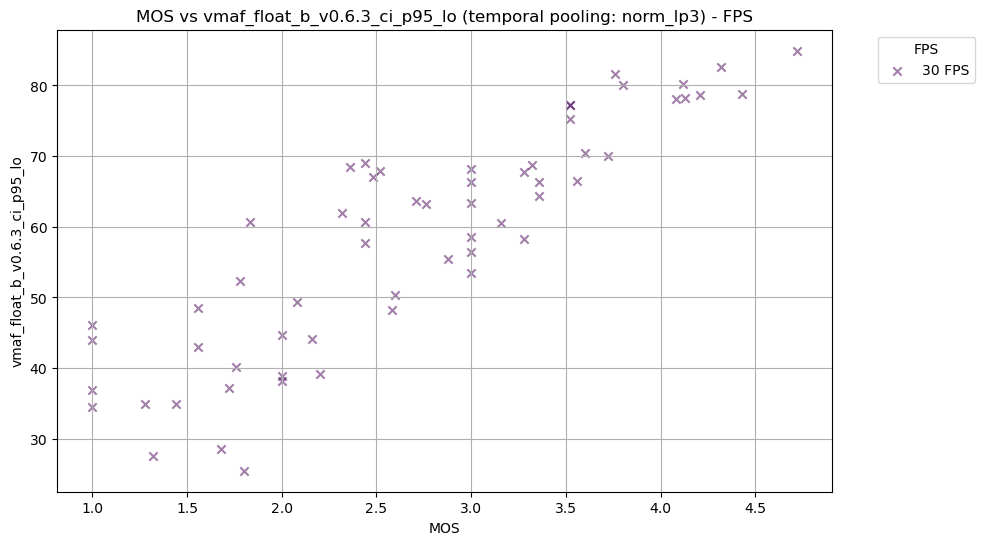 MOS vs vmaf_float_b_v0.6.3_ci_p95_lo (temporal pooling: norm_lp3) - FPS
FPS
30 FPS
vmaf_float_b_v0.6.3_ci_p95_lo
80
70
60
50
40
30
1.0 1.5 2.0 2.5 3.0 3.5 4.0 4.5
MOS